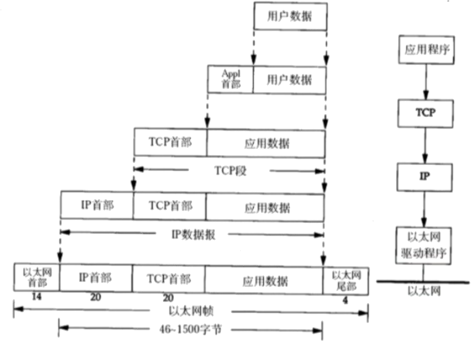 用户数据
应用程序
Appl
首部
用户数据
TCP
TCP首部
应用数据
TCP段
IP
IP首部
TCP首部
应用数据
IP数据报
以太网
驱动程序
以太网
首部
IP首部
TCP首部
应用数据
以太网
尾部
以太网
14
20
20
4
以太网帧
46~1500字节